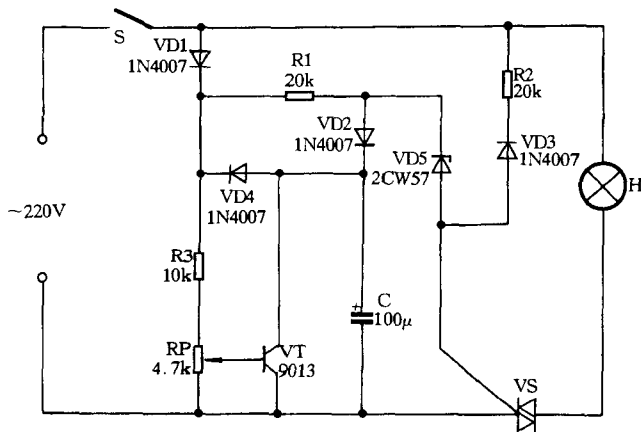 S
VD1
1N4007
R1
20k
R2
20k
VD2
1N4007
VD5
2CW57
VD3
1N4007
H
~220V
VD4
1N4007
R3
10k
C
+
100μ
RP
4.7k
VT
9013
VS